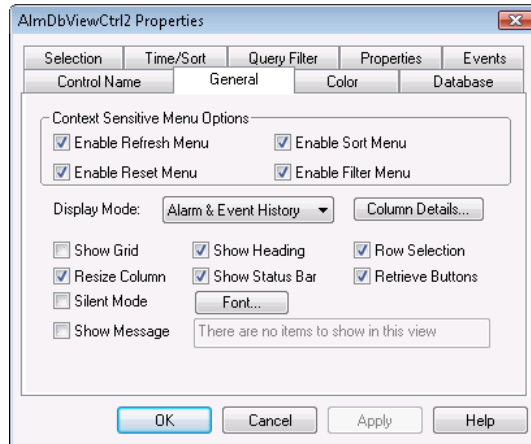 AlmDbViewCtrl2 Properties
Selection Time/Sort Query Filter Properties Events
Control Name General Color Database
Context Sensitive Menu Options
Enable Refresh Menu Enable Sort Menu
Enable Reset Menu Enable Filter Menu
Display Mode: Alarm & Event History Column Details...
Show Grid Show Heading Row Selection
Resize Column Show Status Bar Retrieve Buttons
Silent Mode Font...
Show Message There are no items to show in this view
OK Cancel Apply Help